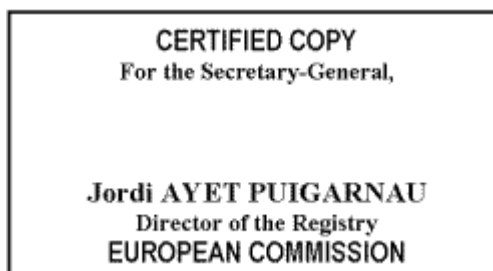 CERTIFIED COPY
For the Secretary-General,
Jordi AYET PUIGARNAU
Director of the Registry
EUROPEAN COMMISSION